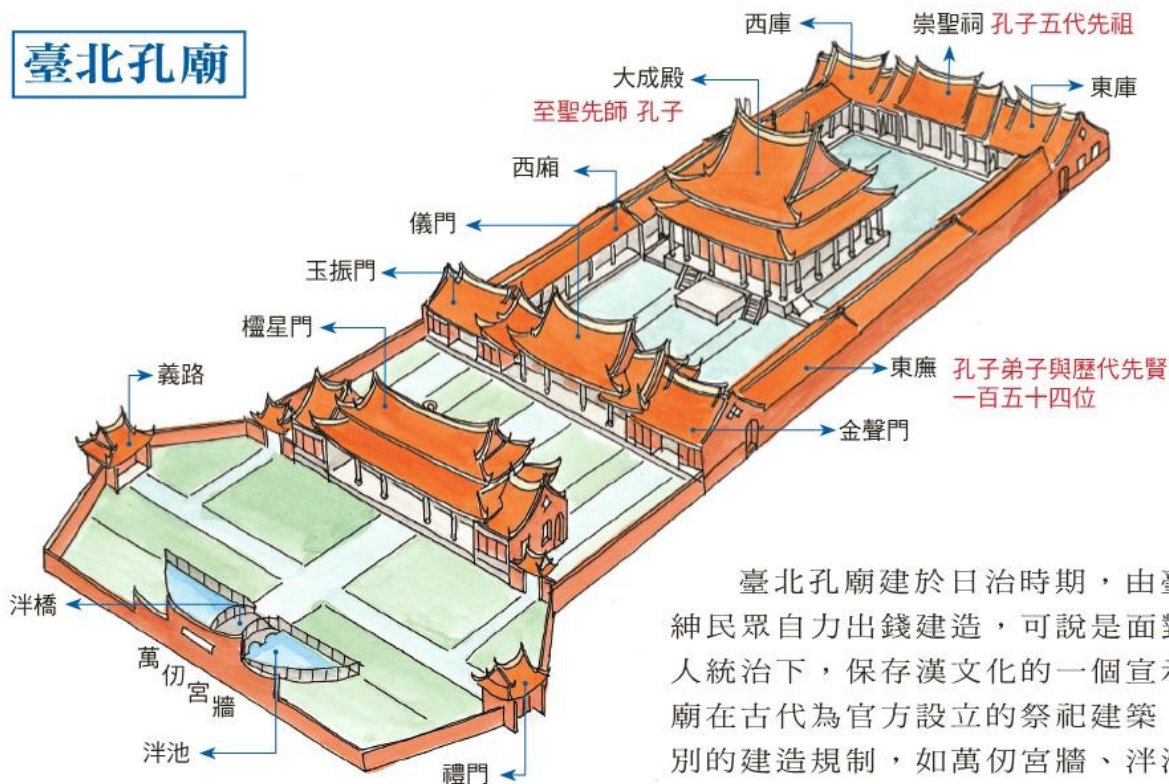 臺北孔廟
西庫
崇聖祠 孔子五代先祖
大成殿
至聖先師 孔子
東庫
西廂
儀門
玉振門
櫺星門
義路
東廡 孔子弟子與歷代先賢
一百五十四位
金聲門
泮橋
萬仞宮牆
泮池
禮門
臺北孔廟建於日治時期,由
紳民眾自力出錢建造,可說是面
人統治下,保存漢文化的一個宣
廟在古代為官方設立的祭祀建築
別的建造規制,如萬仞宮牆、泮